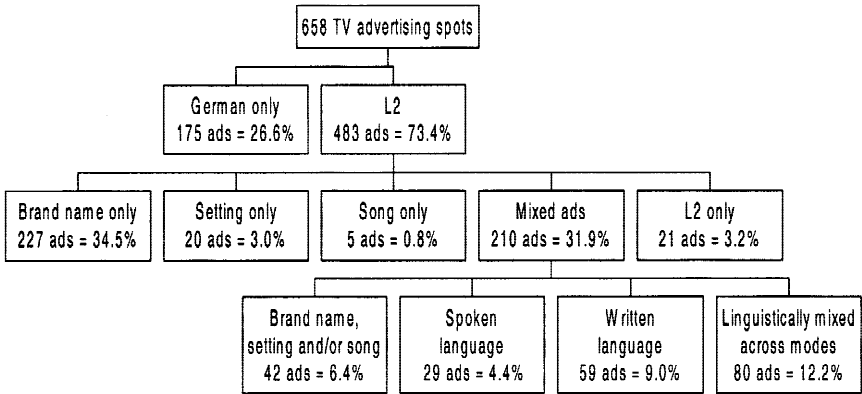 658 TV advertising spots
German only
175 ads = 26.6%
L2
483 ads = 73.4%
Brand name only
227 ads = 34.5%
Setting only
20 ads = 3.0%
Song only
5 ads = 0.8%
Mixed ads
210 ads = 31.9%
L2 only
21 ads = 3.2%
Brand name,
setting and/or song
42 ads = 6.4%
Spoken
language
29 ads = 4.4%
Written
language
59 ads = 9.0%
Linguistically mixed
across modes
80 ads = 12.2%